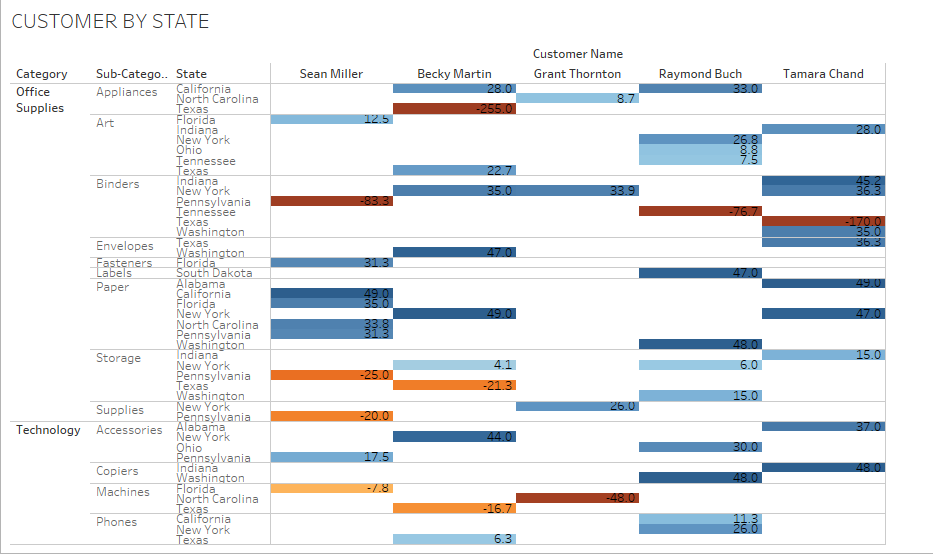 CUSTOMER BY STATE
Customer Name
Category Sub-Catego.. State Sean Miller Becky Martin Grant Thornton Raymond Buch Tamara Chand
Office Supplies Appliances California 28.0 33.0
North Carolina 8.7
Texas -255.0
Art Florida 12.5
Indiana 28.0
New York 26.8
Ohio 8.8
Tennessee 7.5
Texas 22.7
Binders Indiana 45.2
New York 35.0 33.9 36.3
Pennsylvania -83.3
Tennessee -76.7
Texas -170.0
Washington 35.0
Envelopes Texas 36.3
Washington 47.0
Fasteners Florida 31.3
Labels South Dakota 47.0
Paper Alabama 49.0
California 49.0
Florida 35.0
New York 49.0 47.0
North Carolina 33.8
Pennsylvania 31.3
Washington 48.0
Storage Indiana 15.0
New York 4.1 6.0
Pennsylvania -25.0
Texas -21.3
Washington 15.0
Supplies New York 26.0
Pennsylvania -20.0
Technology Accessories Alabama 37.0
New York 44.0
Ohio 30.0
Pennsylvania 17.5
Copiers Indiana 48.0
Washington 48.0
Machines Florida -7.8
North Carolina -48.0
Texas -16.7
Phones California 11.3
New York 26.0
Texas 6.3